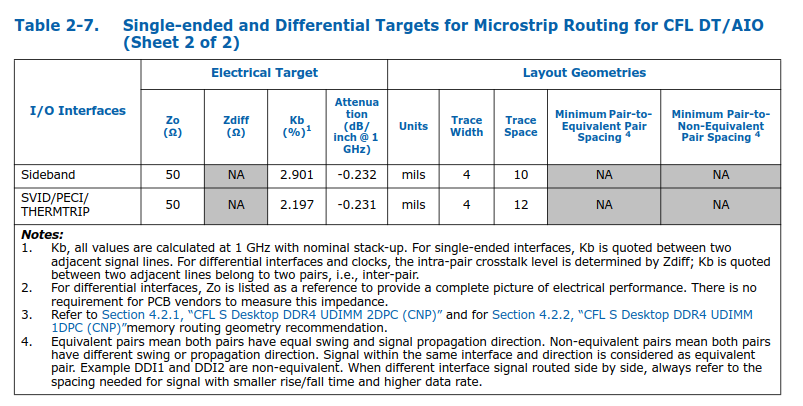 Table 2-7. Single-ended and Differential Targets for Microstrip Routing for CFL DT/AIO
(Sheet 2 of 2)
I/O Interfaces
Electrical Target
Layout Geometries
Zo
(Ω)
Zdiff
(Ω)
Kb
(%)1
Attenua
tion
(dB/
inch @ 1
GHz)
Units
Trace
Width
Trace
Space
Minimum Pair-to-
Equivalent Pair
Spacing 4
Minimum Pair-to-
Non-Equivalent
Pair Spacing 4
Sideband 50 NA 2.901 -0.232 mils 4 10 NA NA
SVID/PECI/
THERMTRIP 50 NA 2.197 -0.231 mils 4 12 NA NA
Notes:
1. Kb, all values are calculated at 1 GHz with nominal stack-up. For single-ended interfaces, Kb is quoted between two
adjacent signal lines. For differential interfaces and clocks, the intra-pair crosstalk level is determined by Zdiff; Kb is quoted
between two adjacent lines belong to two pairs, i.e., inter-pair.
2. For differential interfaces, Zo is listed as a reference to provide a complete picture of electrical performance. There is no
requirement for PCB vendors to measure this impedance.
3. Refer to Section 4.2.1, “CFL S Desktop DDR4 UDIMM 2DPC (CNP)” and for Section 4.2.2, “CFL S Desktop DDR4 UDIMM
1DPC (CNP)”memory routing geometry recommendation.
4. Equivalent pairs mean both pairs have equal swing and signal propagation direction. Non-equivalent pairs mean both pairs
have different swing or propagation direction. Signal within the same interface and direction is considered as equivalent
pair. Example DDI1 and DDI2 are non-equivalent. When different interface signal routed side by side, always refer to the
spacing needed for signal with smaller rise/fall time and higher data rate.